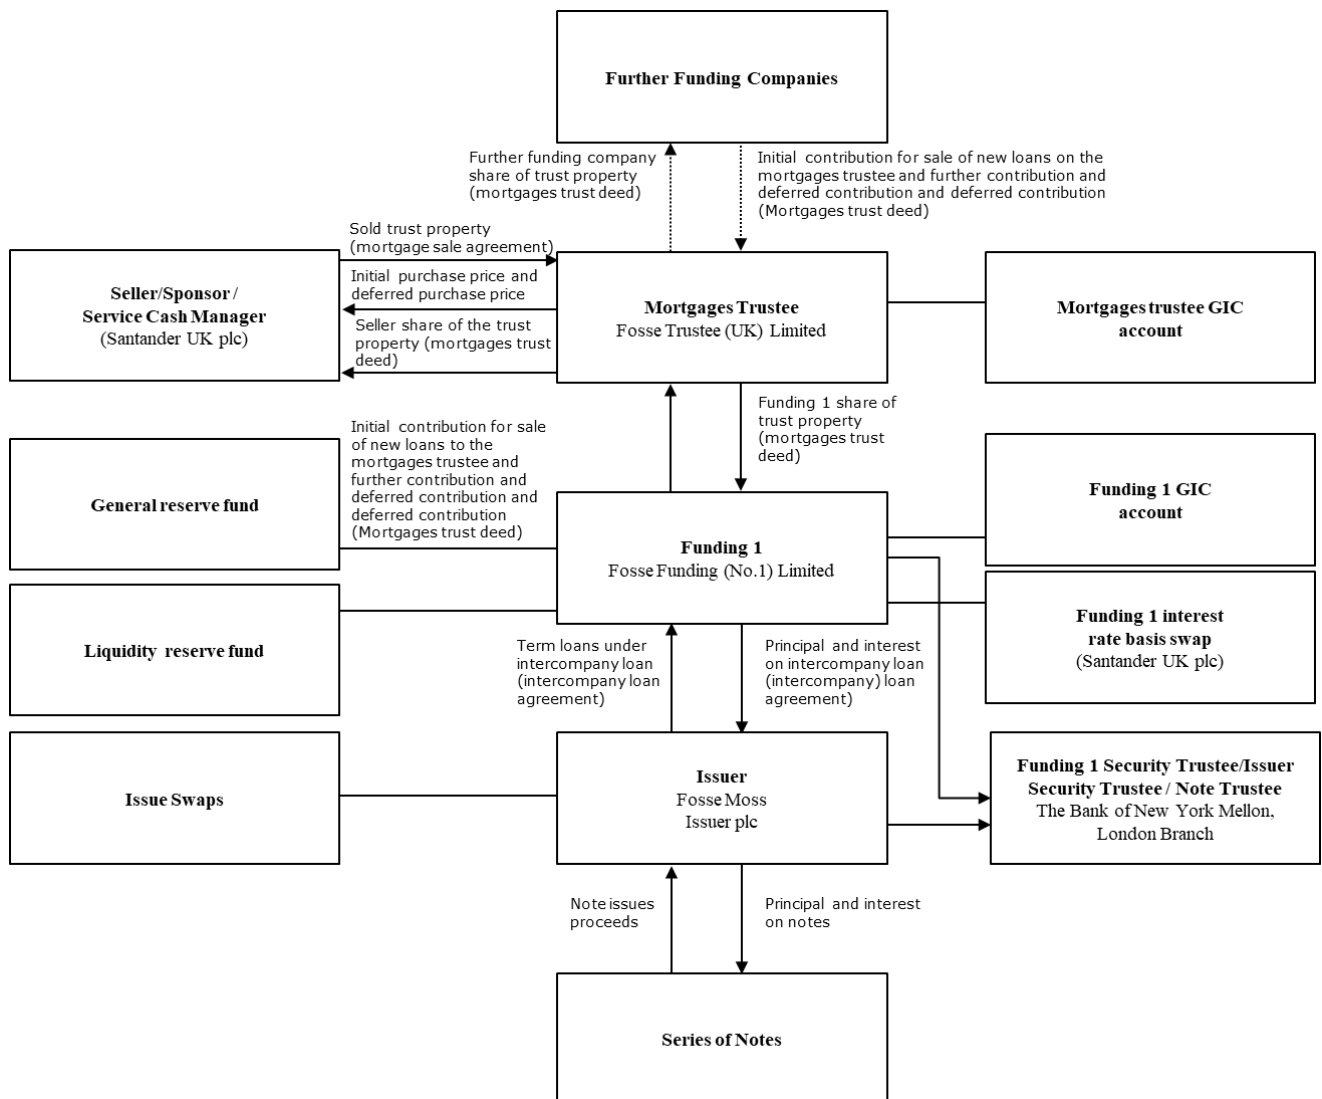 Further Funding Companies
Further funding company
share of trust property
(mortgages trust deed)
Initial contribution for sale of new loans on the
mortgages trustee and further contribution and
deferred contribution and deferred contribution
(Mortgages trust deed)
Sold trust property
(mortgage sale agreement)
Initial purchase price and
deferred purchase price
Seller share of the trust
property (mortgages trust
deed)
Seller/Sponsor /
Service Cash Manager
(Santander UK plc)
Mortgages Trustee
Fosse Trustee (UK) Limited
Mortgages trustee GIC
account
Initial contribution for sale
of new loans to the
mortgages trustee and
further contribution and
deferred contribution and
deferred contribution
(Mortgages trust deed)
Funding 1 share of
trust property
(mortgages trust
deed)
General reserve fund
Funding 1
Fosse Funding (No.1) Limited
Funding 1 GIC
account
Liquidity reserve fund
Funding 1 interest
rate basis swap
(Santander UK plc)
Term loans under
intercompany loan
(intercompany loan
agreement)
Principal and interest
on intercompany loan
(intercompany) loan
agreement)
Issue Swaps
Issuer
Fosse Moss
Issuer plc
Funding 1 Security Trustee/Issuer
Security Trustee / Note Trustee
The Bank of New York Mellon,
London Branch
Note issues
proceeds
Principal and interest
on notes
Series of Notes